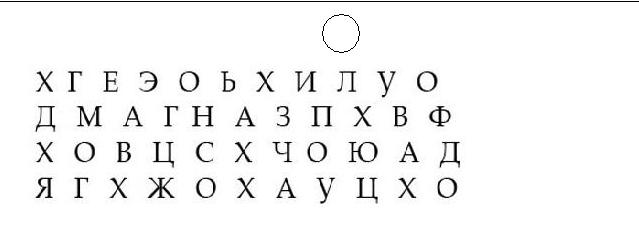 Х Г Е Э О Ь Х И Л У О
Д М А Г Н А З П Х В Ф
Х О В Ц С Х Ч О Ю А Д
Я Г Х Ж О Х А У Ц Х О